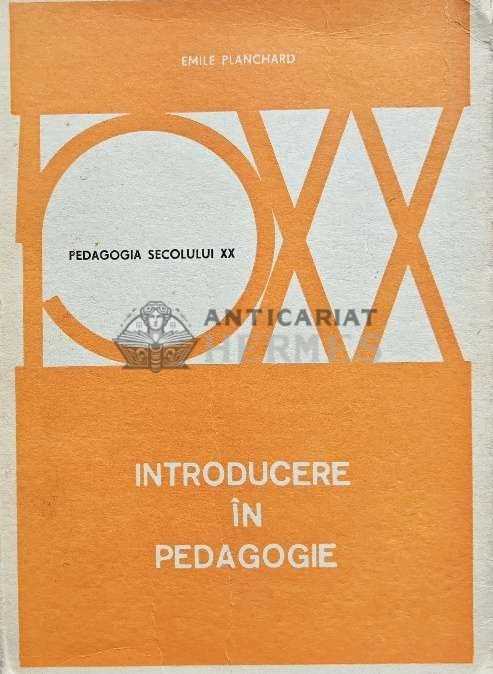 EMILE PLANCHARD
PEDAGOGIA SECOLULUI XX
ANTICARIAT
HERMES
INTRODUCERE
ÎN
PEDAGOGIE